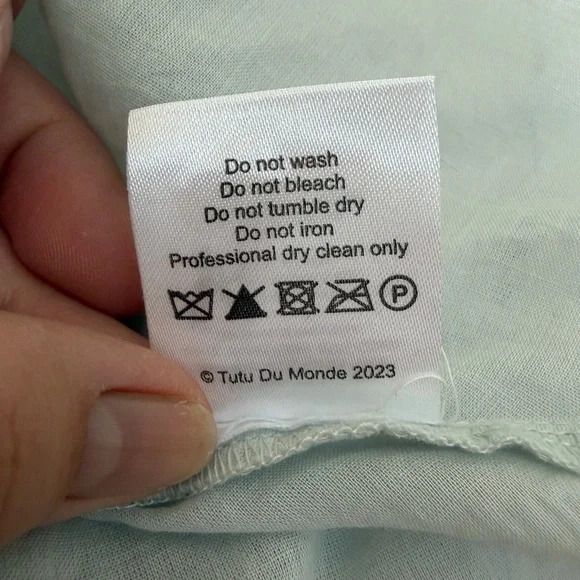 Do not wash
Do not bleach
Do not tumble dry
Do not iron
Professional dry clean only
P
© Tutu Du Monde 2023